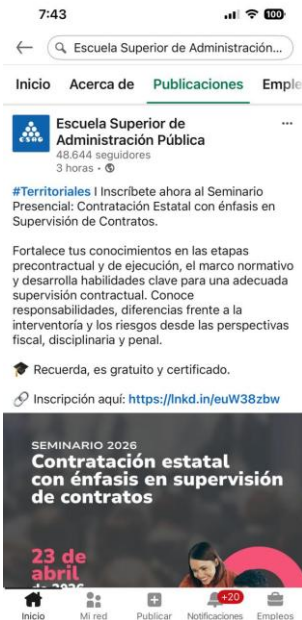 7:43
100
Escuela Superior de Administración...
Inicio Acerca de Publicaciones Emple
ESAP
Escuela Superior de
Administración Pública
48.644 seguidores
3 horas •
...
#Territoriales I Inscríbete ahora al Seminario
Presencial: Contratación Estatal con énfasis en
Supervisión de Contratos.
Fortalece tus conocimientos en las etapas
precontractual y de ejecución, el marco normativo
y desarrolla habilidades clave para una adecuada
supervisión contractual. Conoce
responsabilidades, diferencias frente a la
interventoría y los riesgos desde las perspectivas
fiscal, disciplinaria y penal.
🎓 Recuerda, es gratuito y certificado.
🔗 Inscripción aquí: https://lnkd.in/euW38zbw
SEMINARIO 2026
Contratación estatal
con énfasis en supervisión
de contratos
23 de
abril
de 2026
+20
Inicio Mi red Publicar Notificaciones Empleos